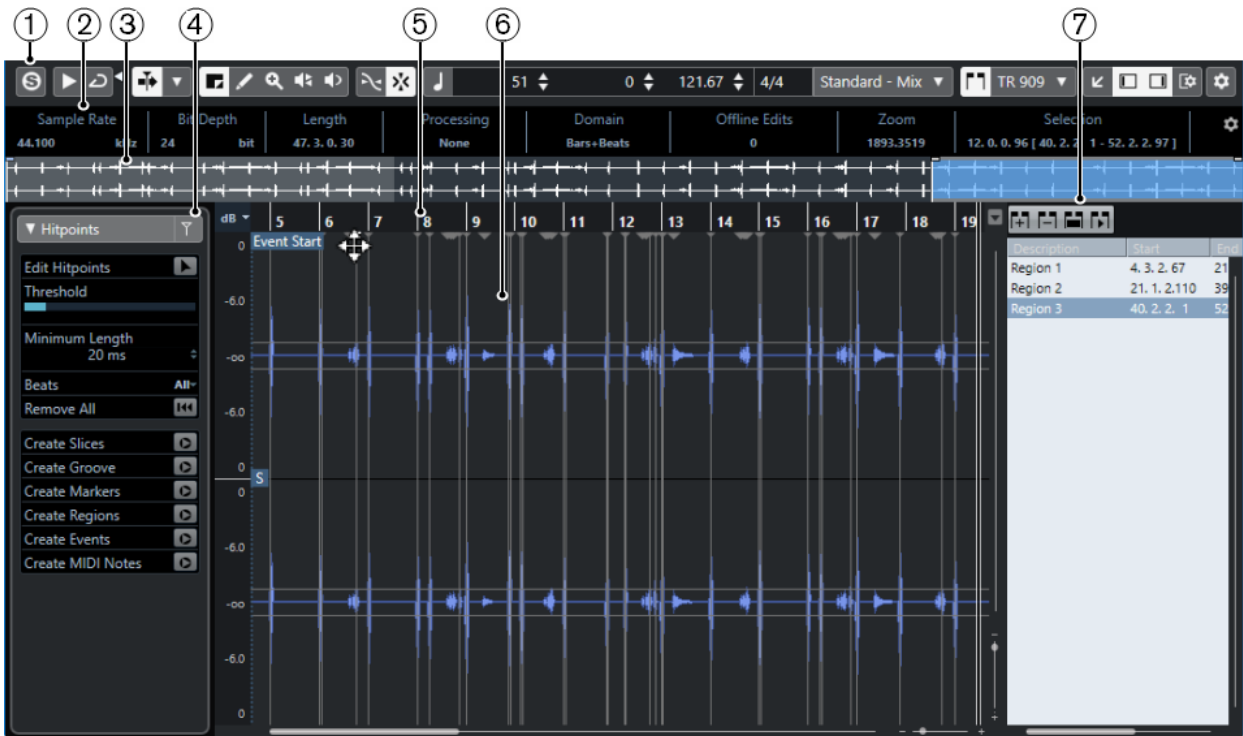 1 2 3 4 5 6 7
S 51 0 121.67 4/4 Standard - Mix TR 909
Sample Rate Bit Depth Length Processing Domain Offline Edits Zoom Selection
44.100 24 bit 47. 3. 0. 30 None Bars+Beats 0 1893.3519 12. 0. 0. 96 [ 40. 2. 2. 1 - 52. 2. 2. 97 ]
Hitpoints
dB 5 6 7 8 9 10 11 12 13 14 15 16 17 18 19
Event Start
Edit Hitpoints
Threshold
Minimum Length
20 ms
Beats All
Remove All
Create Slices
Create Groove
Create Markers
Create Regions
Create Events
Create MIDI Notes
0
-6.0
-oo
-6.0
0
S
0
-6.0
-oo
-6.0
0
Description Start End
Region 1 4. 3. 2. 67 21
Region 2 21. 1. 2.110 39
Region 3 40. 2. 2. 1 52